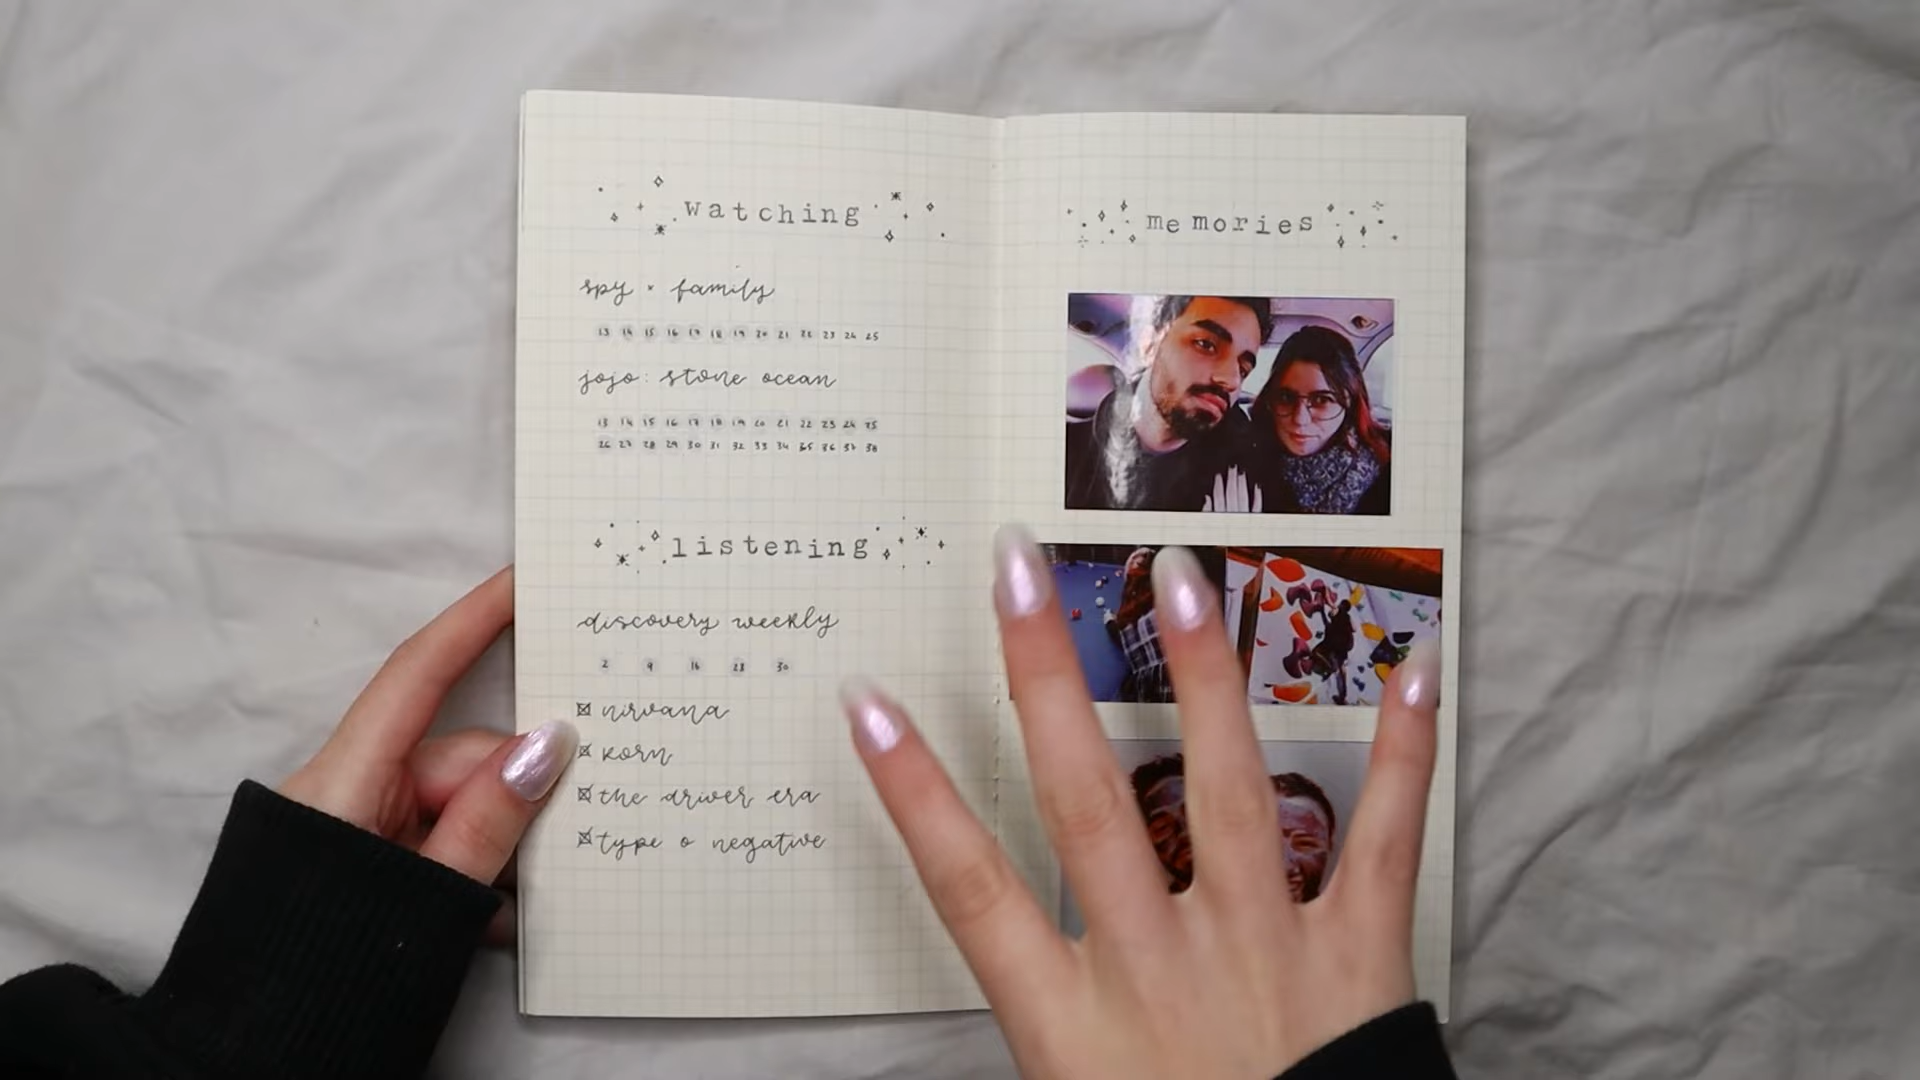 watching
spy x family
13 14 15 16 17 18 19 20 21 22 23 24 25
jojo: stone ocean
13 14 15 16 17 18 19 20 21 22 23 24 25
26 27 28 29 30 31 32 33 34 35 36 37 38
listening
discovery weekly
2 9 16 23 30
nirvana
korn
the driver era
type o negative
memories